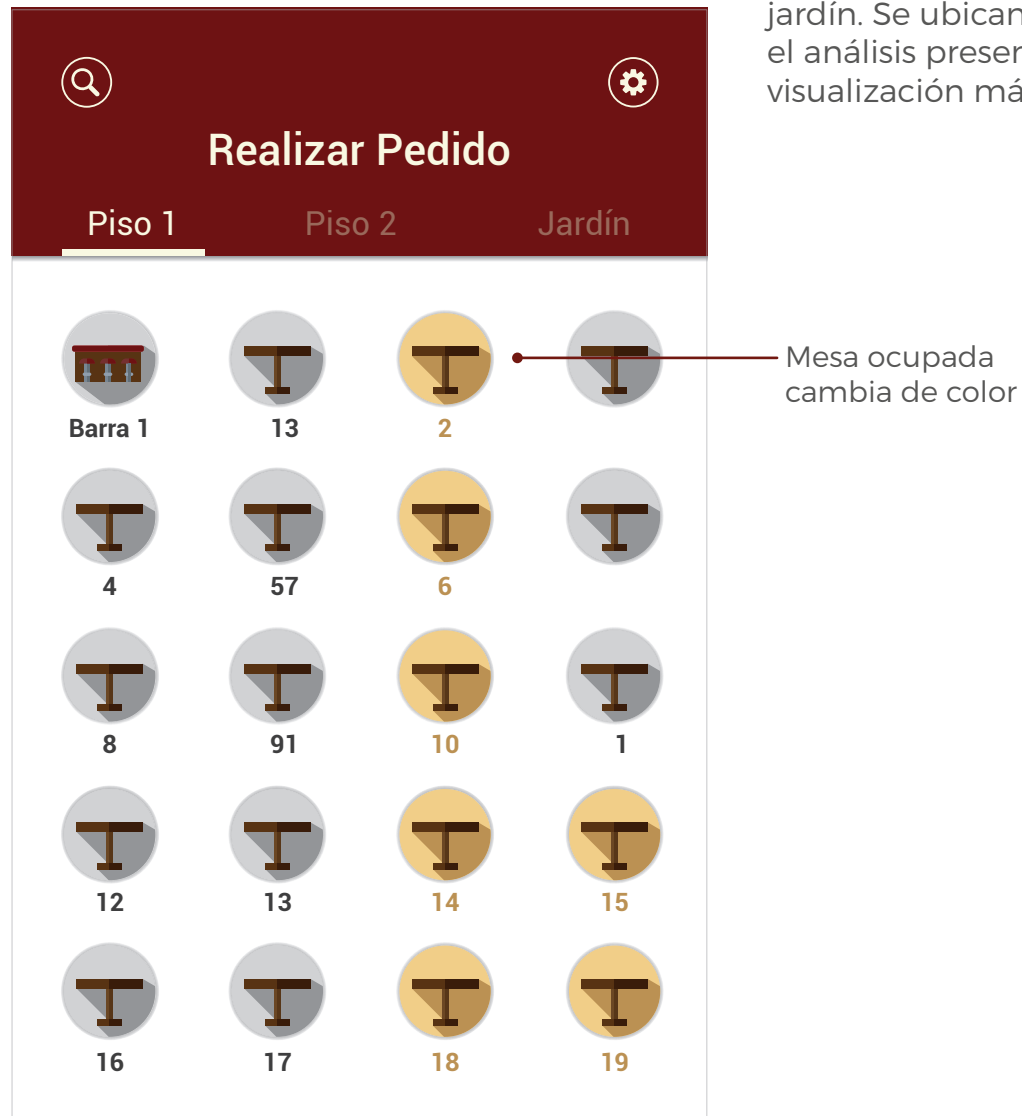 jardín. Se ubican
el análisis preser
visualización má
Realizar Pedido
Piso 1 Piso 2 Jardín
Mesa ocupada
cambia de color
Barra 1 13 2
4 57 6
8 91 10 1
12 13 14 15
16 17 18 19